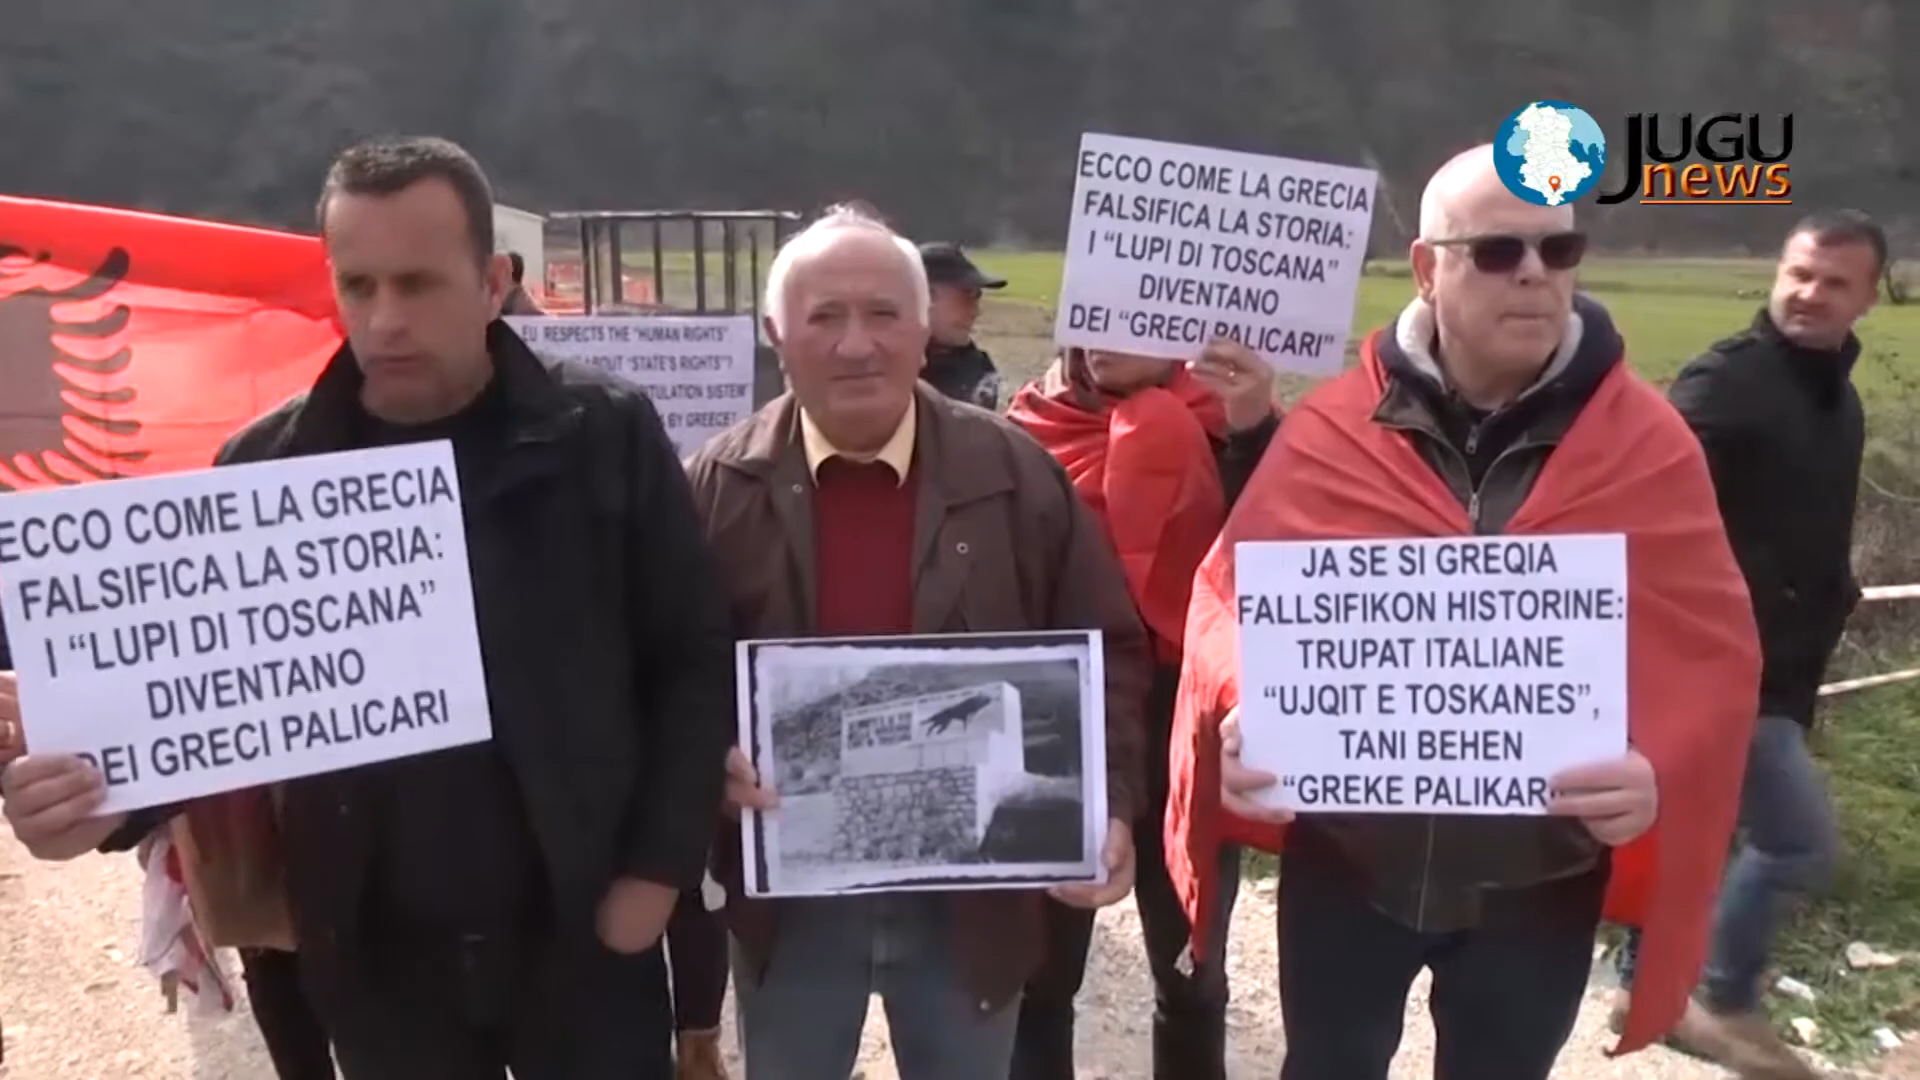 JUGU
news
ECCO COME LA GRECIA
FALSIFICA LA STORIA:
I “LUPI DI TOSCANA”
DIVENTANO
DEI “GRECI PALICARI”
EU RESPECTS THE "HUMAN RIGHTS".
"STATE'S RIGHTS"?
SISTEM
BY GREECE?
ECCO COME LA GRECIA
FALSIFICA LA STORIA:
I “LUPI DI TOSCANA”
DIVENTANO
DEI GRECI PALICARI
JA SE SI GREQIA
FALLSIFIKON HISTORINE:
TRUPAT ITALIANE
“UJQIT E TOSKANES”,
TANI BEHEN
“GREKE PALIKAR